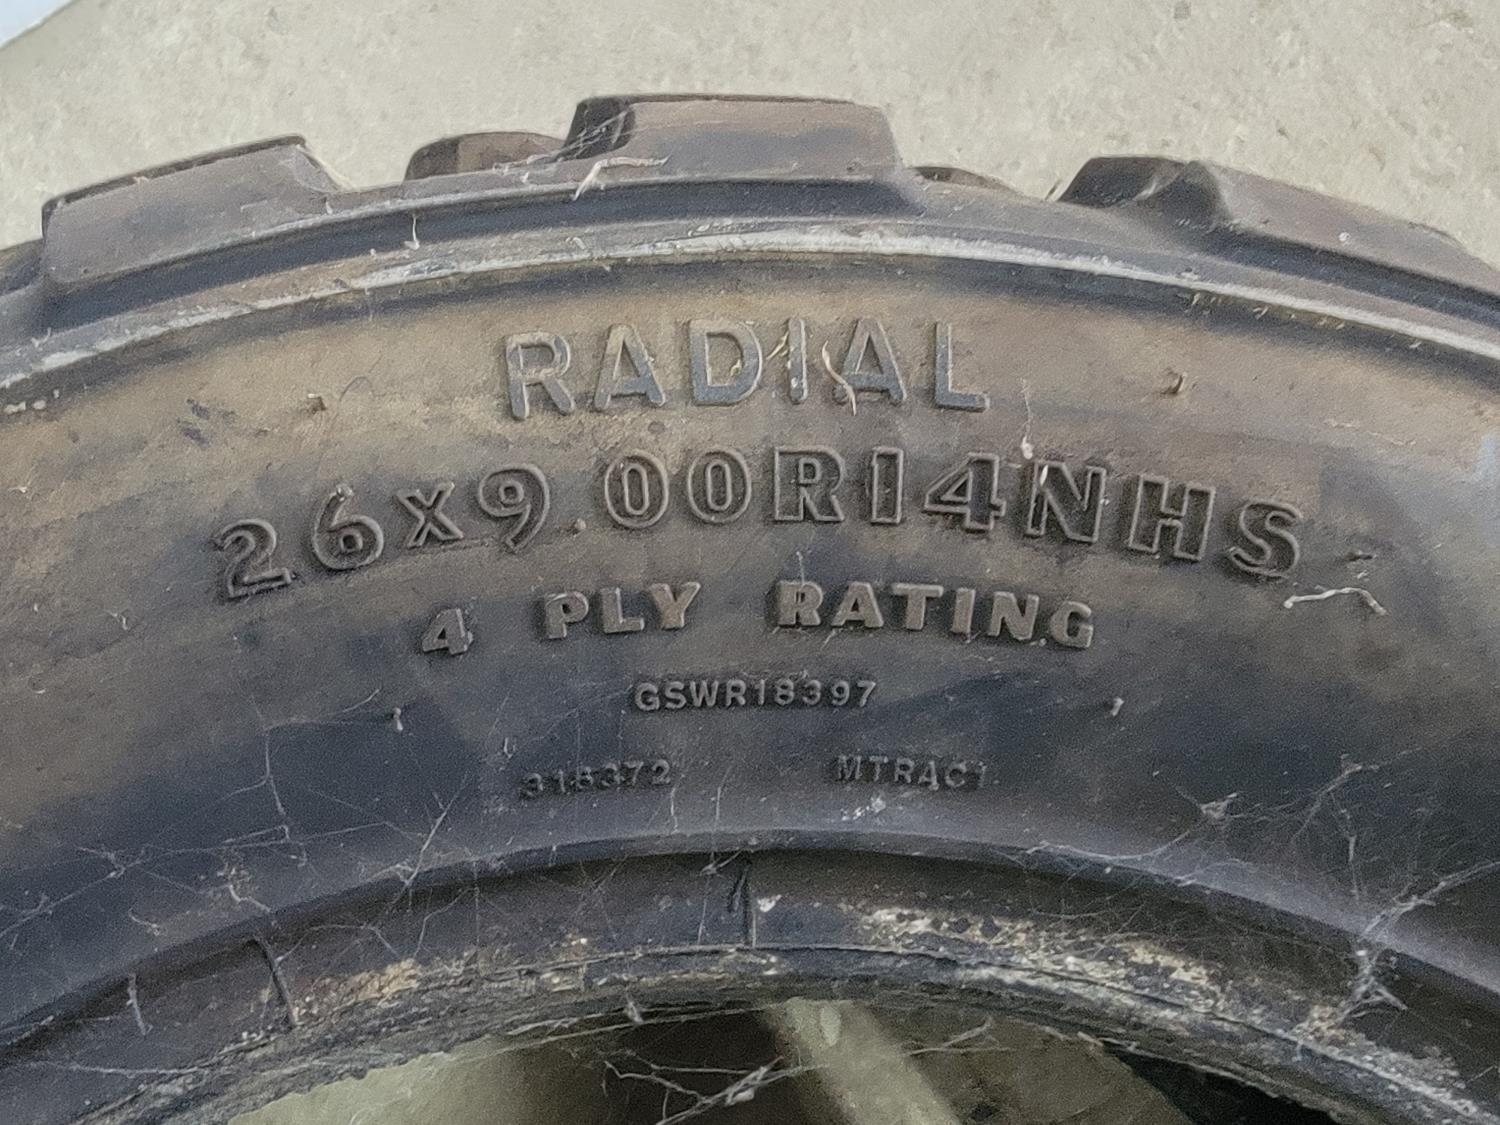 RADIAL
26x9.00R14NHS
4 PLY RATING
GSWR18397
318372 MTRAC1